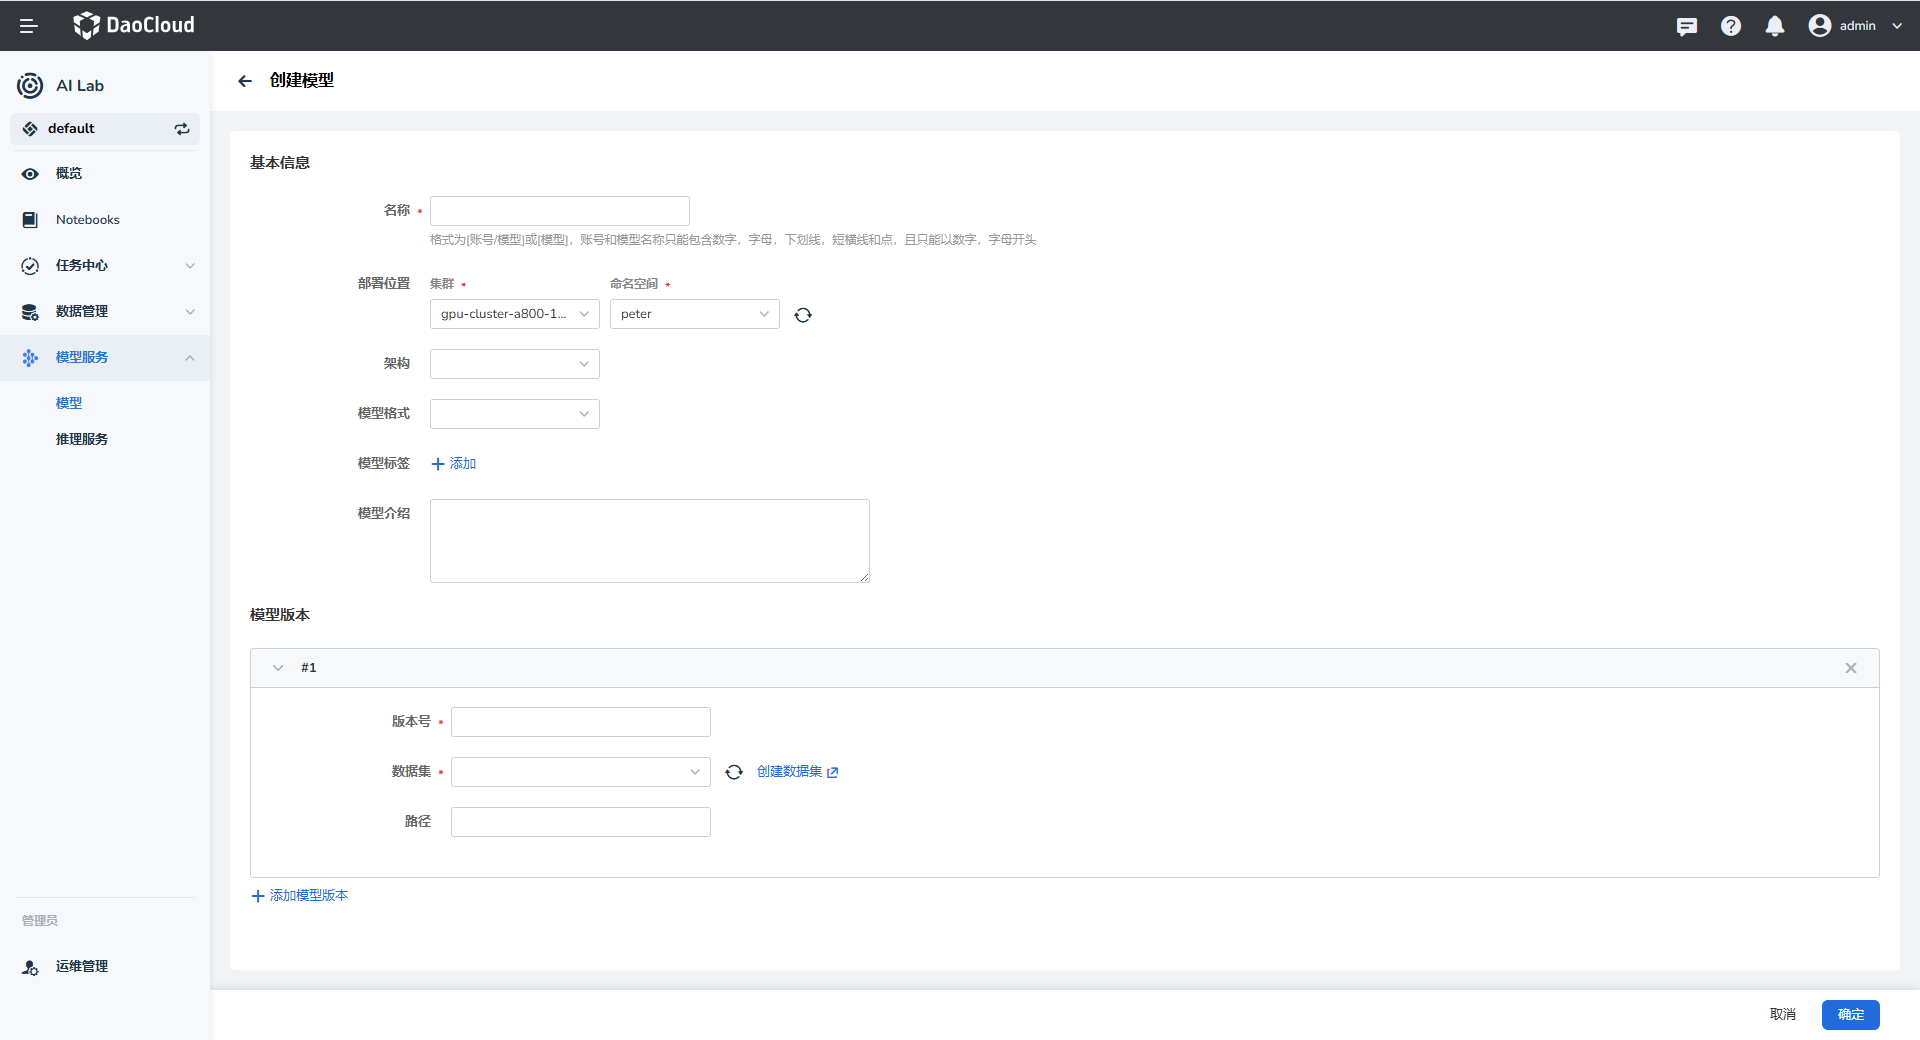 DaoCloud
admin
AI Lab
default
概览
Notebooks
任务中心
数据管理
模型服务
模型
推理服务
管理员
运维管理
创建模型
基本信息
名称 *
格式为[账号/模型]或[模型]，账号和模型名称只能包含数字，字母，下划线，短横线和点，且只能以数字，字母开头
部署位置 集群 * 命名空间 *
gpu-cluster-a800-1... peter
架构
模型格式
模型标签 + 添加
模型介绍
模型版本
#1
版本号 *
数据集 * 创建数据集
路径
+ 添加模型版本
取消 确定